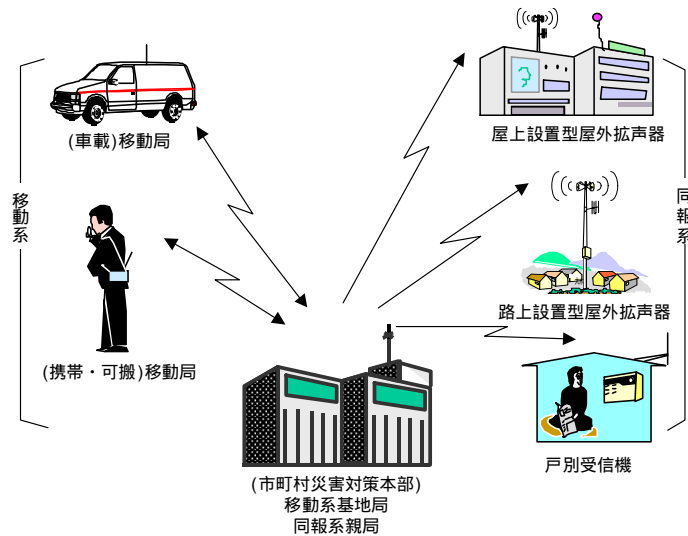 (車載)移動局
移動系
(携帯・可搬)移動局
屋上設置型屋外拡声器
同報系
路上設置型屋外拡声器
戸別受信機
(市町村災害対策本部)
移動系基地局
同報系親局